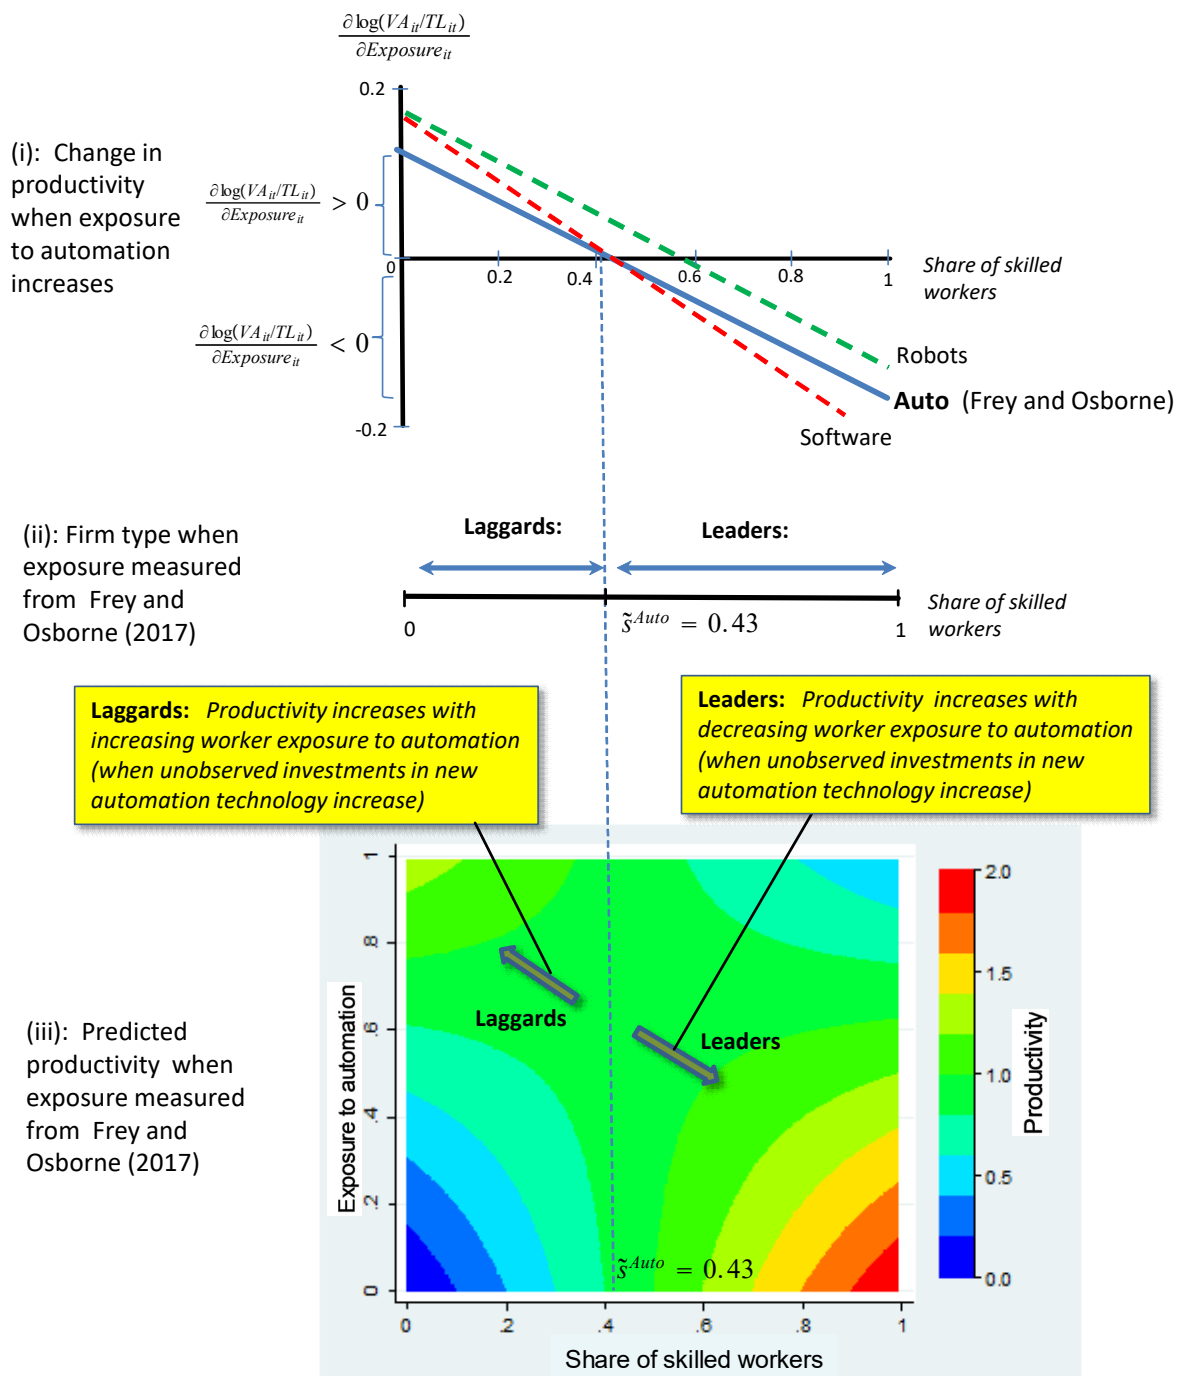 ∂log(VA_it/TL_it)
∂Exposure_it
0.2
(i): Change in
productivity
when exposure
to automation
increases
∂log(VA_it/TL_it)
∂Exposure_it
> 0
0
0.2
0.4
0.6
0.8
1
Share of skilled
workers
∂log(VA_it/TL_it)
∂Exposure_it
< 0
Robots
Auto (Frey and Osborne)
-0.2
Software
(ii): Firm type when
exposure measured
from Frey and
Osborne (2017)
Laggards:
Leaders:
0
s̃^Auto = 0.43
1
Share of skilled
workers
Laggards: Productivity increases with
increasing worker exposure to automation
(when unobserved investments in new
automation technology increase)
Leaders: Productivity increases with
decreasing worker exposure to automation
(when unobserved investments in new
automation technology increase)
(iii): Predicted
productivity when
exposure measured
from Frey and
Osborne (2017)
Exposure to automation
1
.8
.6
.4
.2
0
Laggards
Leaders
s̃^Auto = 0.43
0
.2
.4
.6
.8
1
Share of skilled workers
2.0
1.5
1.0
0.5
0.0
Productivity